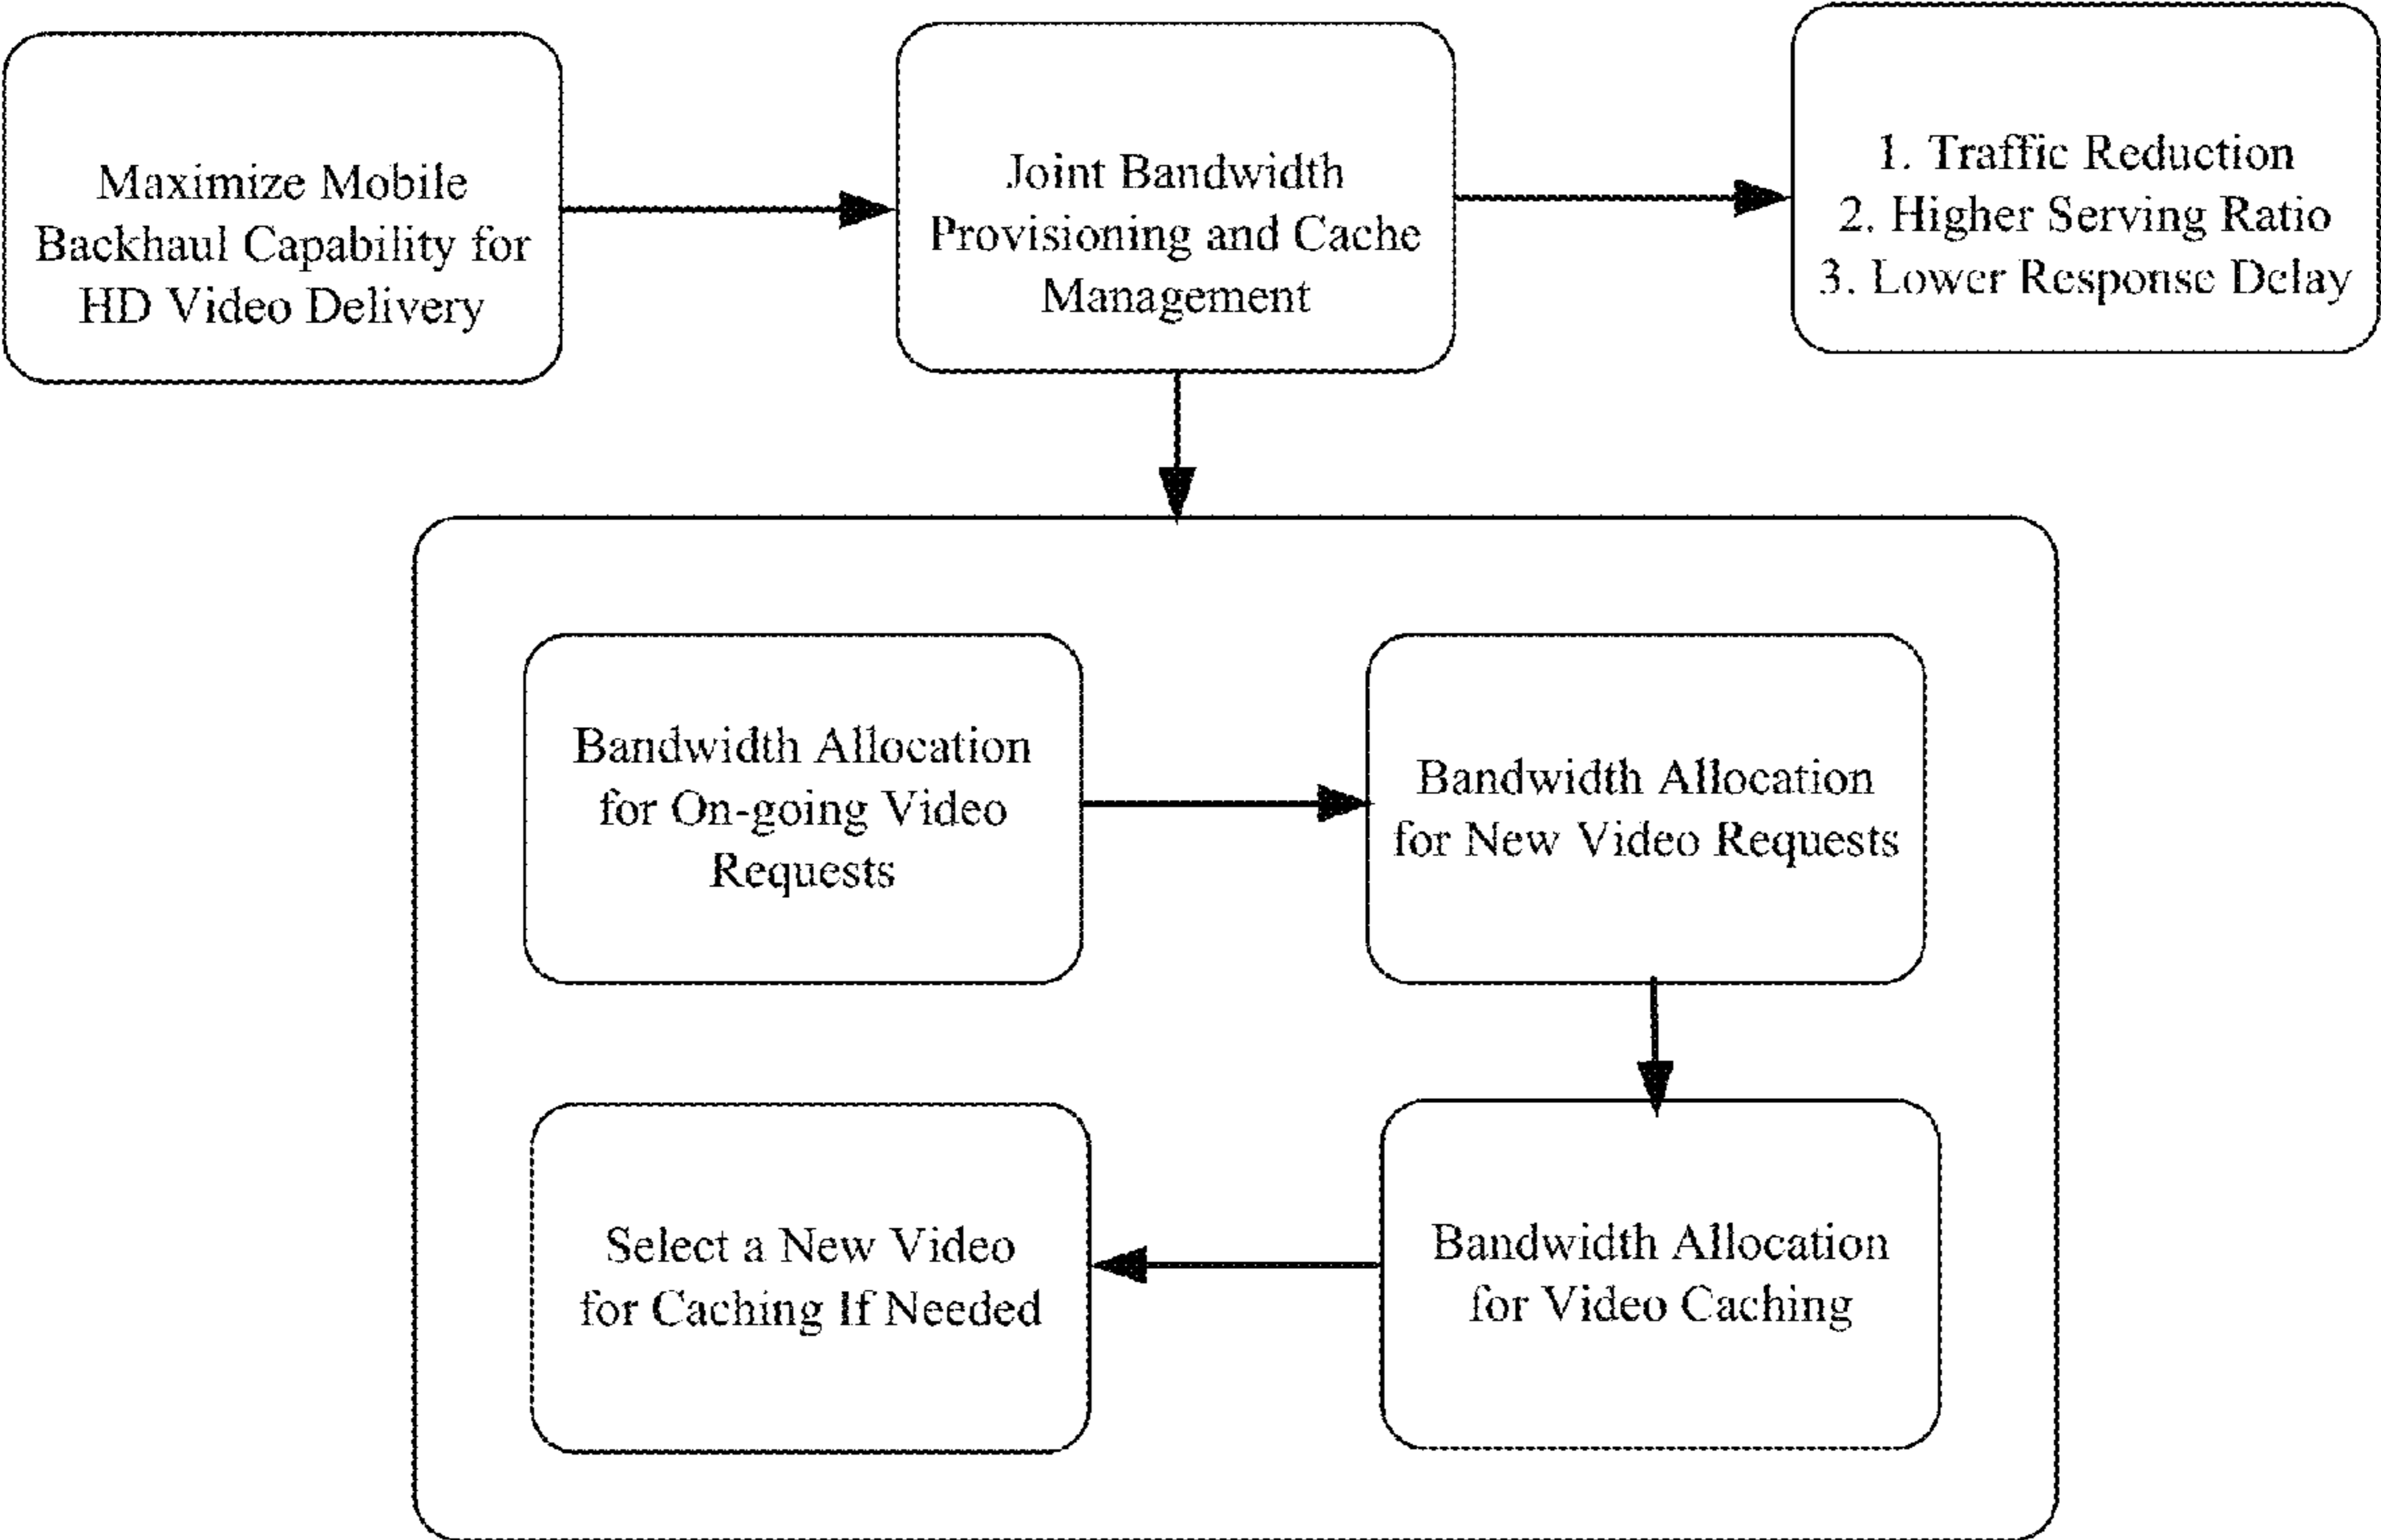 Maximize Mobile
Backhaul Capability for
HD Video Delivery
Joint Bandwidth
Provisioning and Cache
Management
1. Traffic Reduction
2. Higher Serving Ratio
3. Lower Response Delay
Bandwidth Allocation
for On-going Video
Requests
Bandwidth Allocation
for New Video Requests
Select a New Video
for Caching If Needed
Bandwidth Allocation
for Video Caching